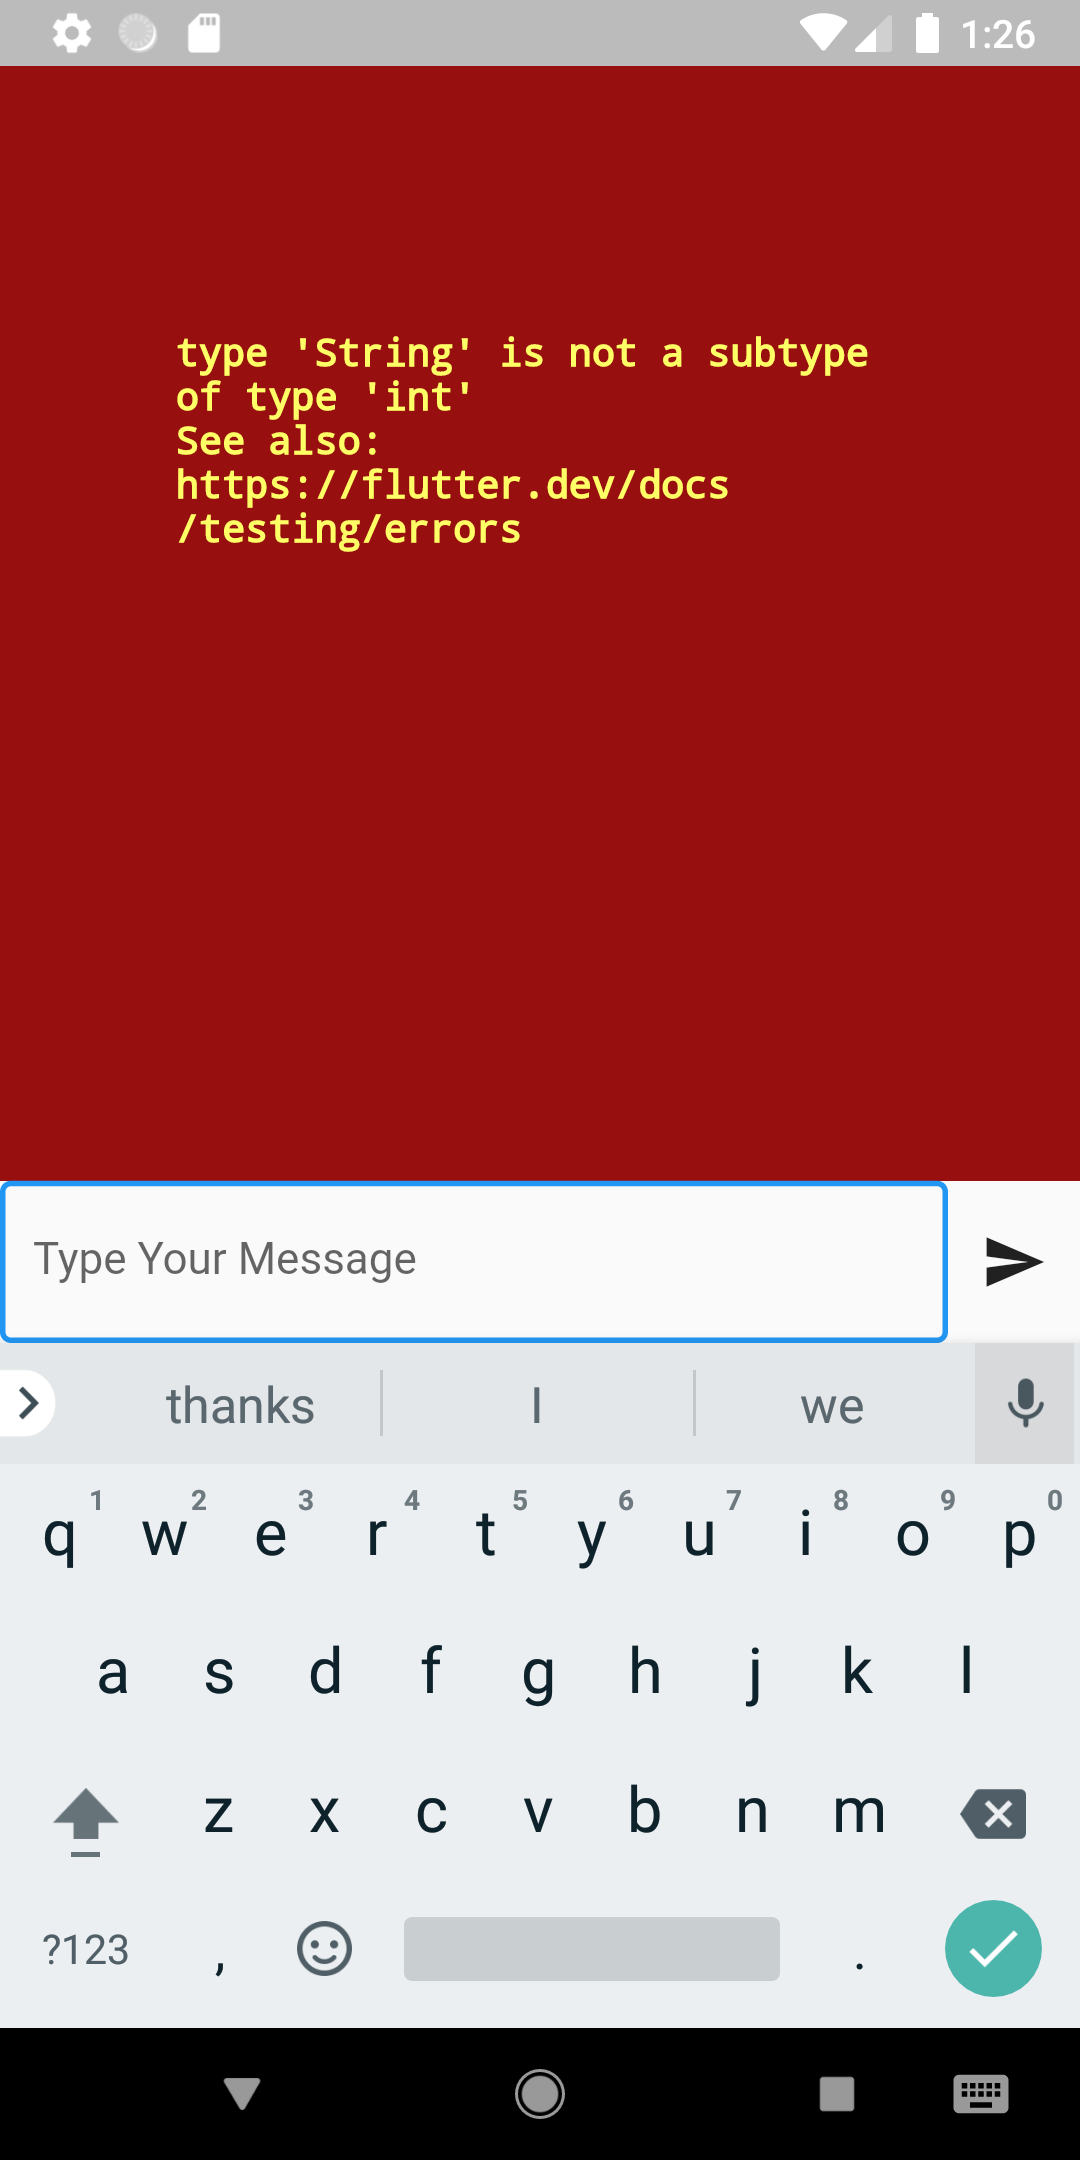 1:26
type 'String' is not a subtype
of type 'int'
See also:
https://flutter.dev/docs
/testing/errors
Type Your Message
thanks I we
1 2 3 4 5 6 7 8 9 0
q w e r t y u i o p
a s d f g h j k l
z x c v b n m
?123 , .